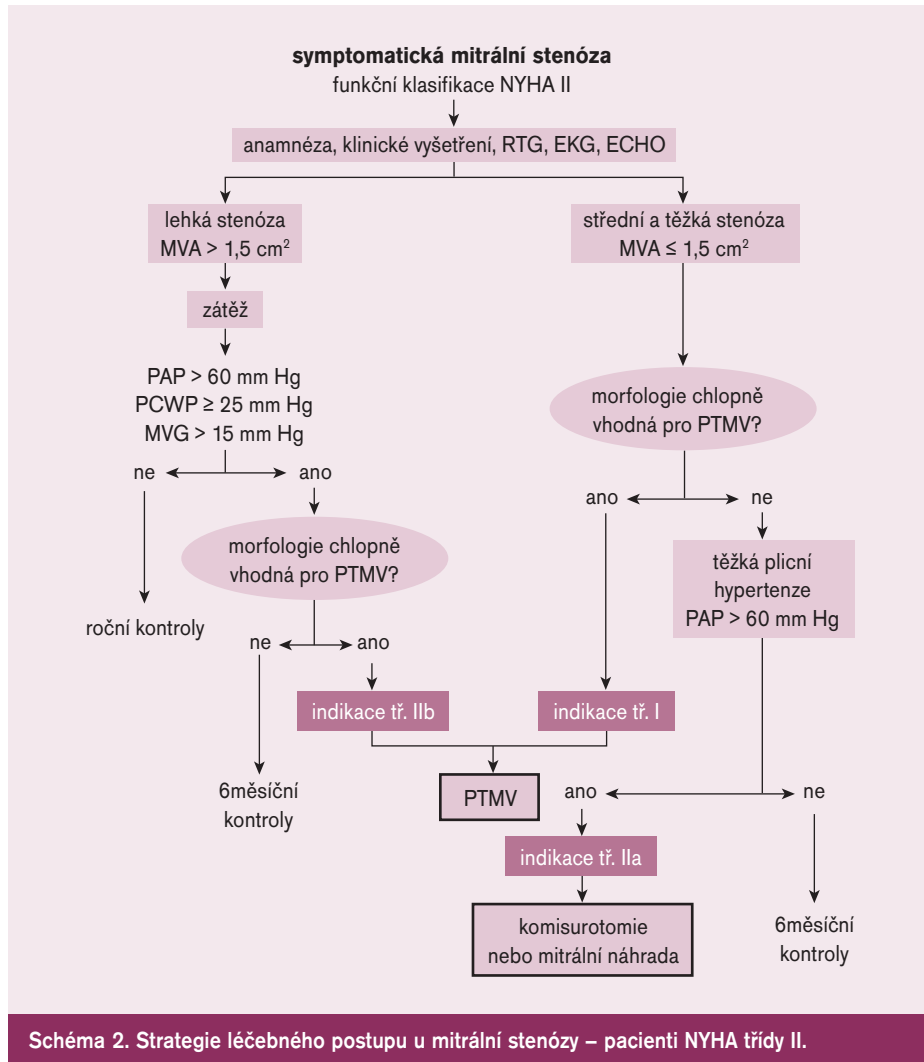 symptomatická mitrální stenóza
funkční klasifikace NYHA II
anamnéza, klinické vyšetření, RTG, EKG, ECHO
lehká stenóza
MVA > 1,5 cm²
zátěž
PAP > 60 mm Hg
PCWP ≥ 25 mm Hg
MVG > 15 mm Hg
ne
ano
roční kontroly
morfologie chlopně
vhodná pro PTMV?
ne
ano
6měsíční
kontroly
indikace tř. IIb
střední a těžká stenóza
MVA ≤ 1,5 cm²
morfologie chlopně
vhodná pro PTMV?
ano
ne
indikace tř. I
PTMV
těžká plicní
hypertenze
PAP > 60 mm Hg
ano
ne
indikace tř. IIa
komisurotomie
nebo mitrální náhrada
6měsíční
kontroly
Schéma 2. Strategie léčebného postupu u mitrální stenózy – pacienti NYHA třídy II.